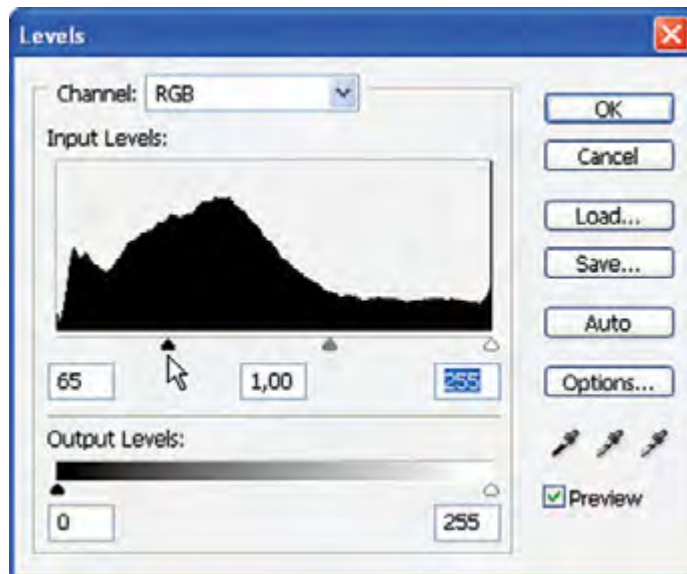 Levels
Channel: RGB
Input Levels:
65 1,00 255
Output Levels:
0 255
OK
Cancel
Load...
Save...
Auto
Options...
Preview